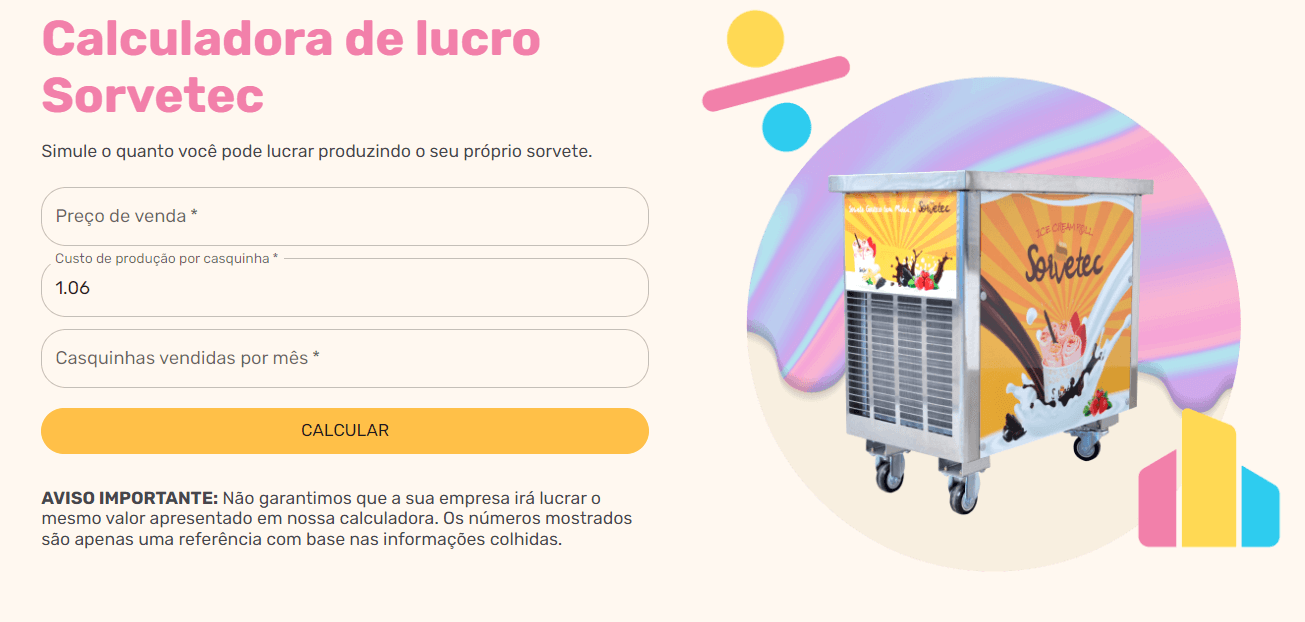 Calculadora de lucro
Sorvetec
Simule o quanto você pode lucrar produzindo o seu próprio sorvete.
Preço de venda *
Custo de produção por casquinha *
1.06
Casquinhas vendidas por mês *
CALCULAR
AVISO IMPORTANTE: Não garantimos que a sua empresa irá lucrar o
mesmo valor apresentado em nossa calculadora. Os números mostrados
são apenas uma referência com base nas informações colhidas.
Sorvetec
ICE CREAM ROLL
Sorvetec